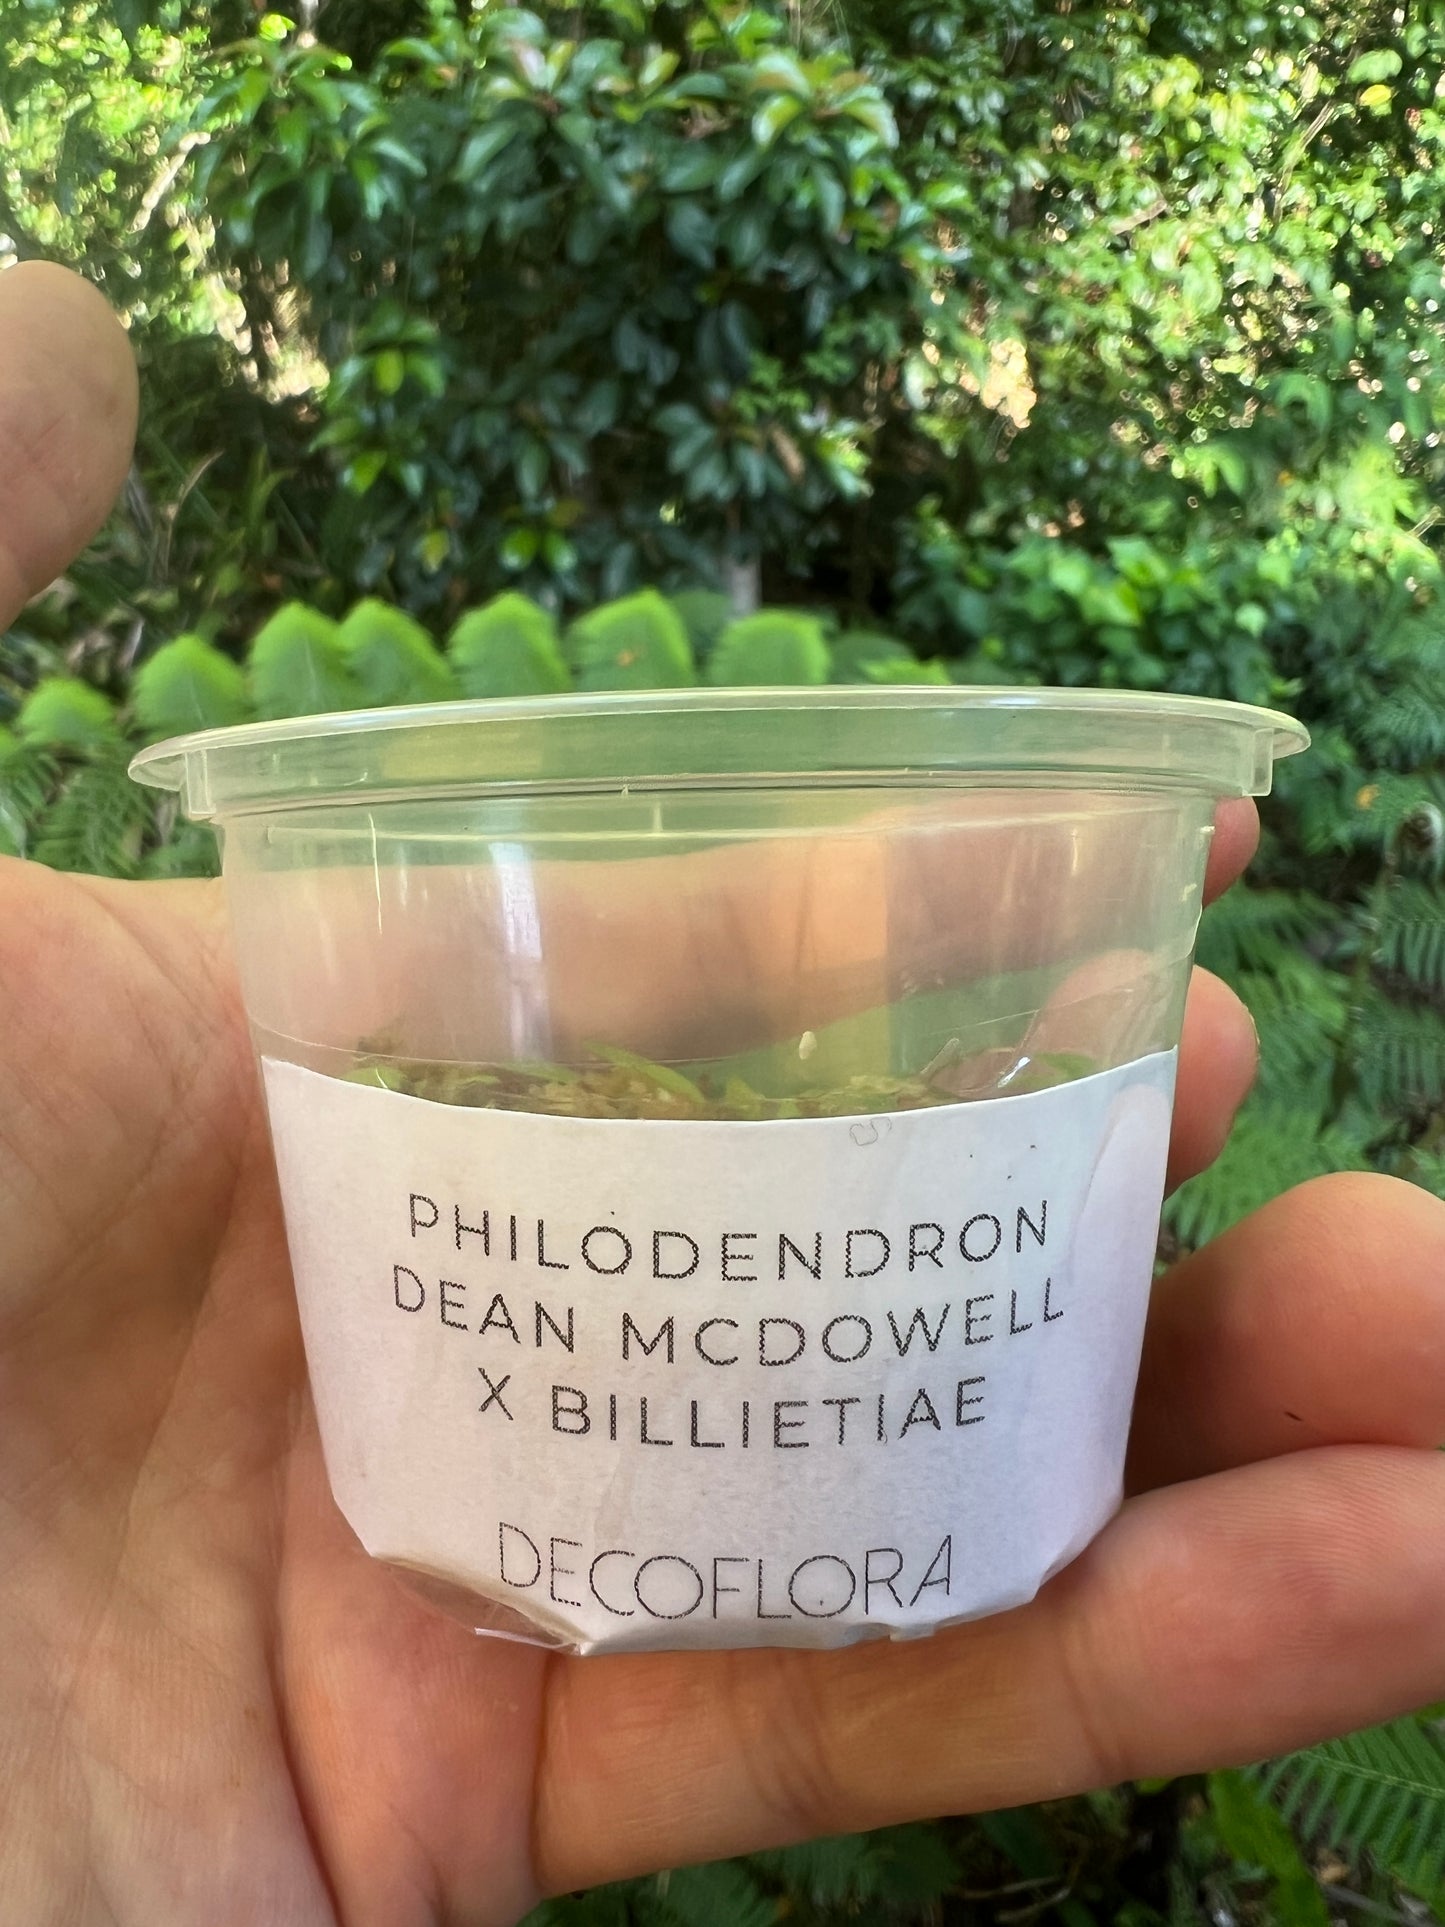 PHILODENDRON
DEAN MCDOWELL
X BILLIETIAE
DECOFLORA